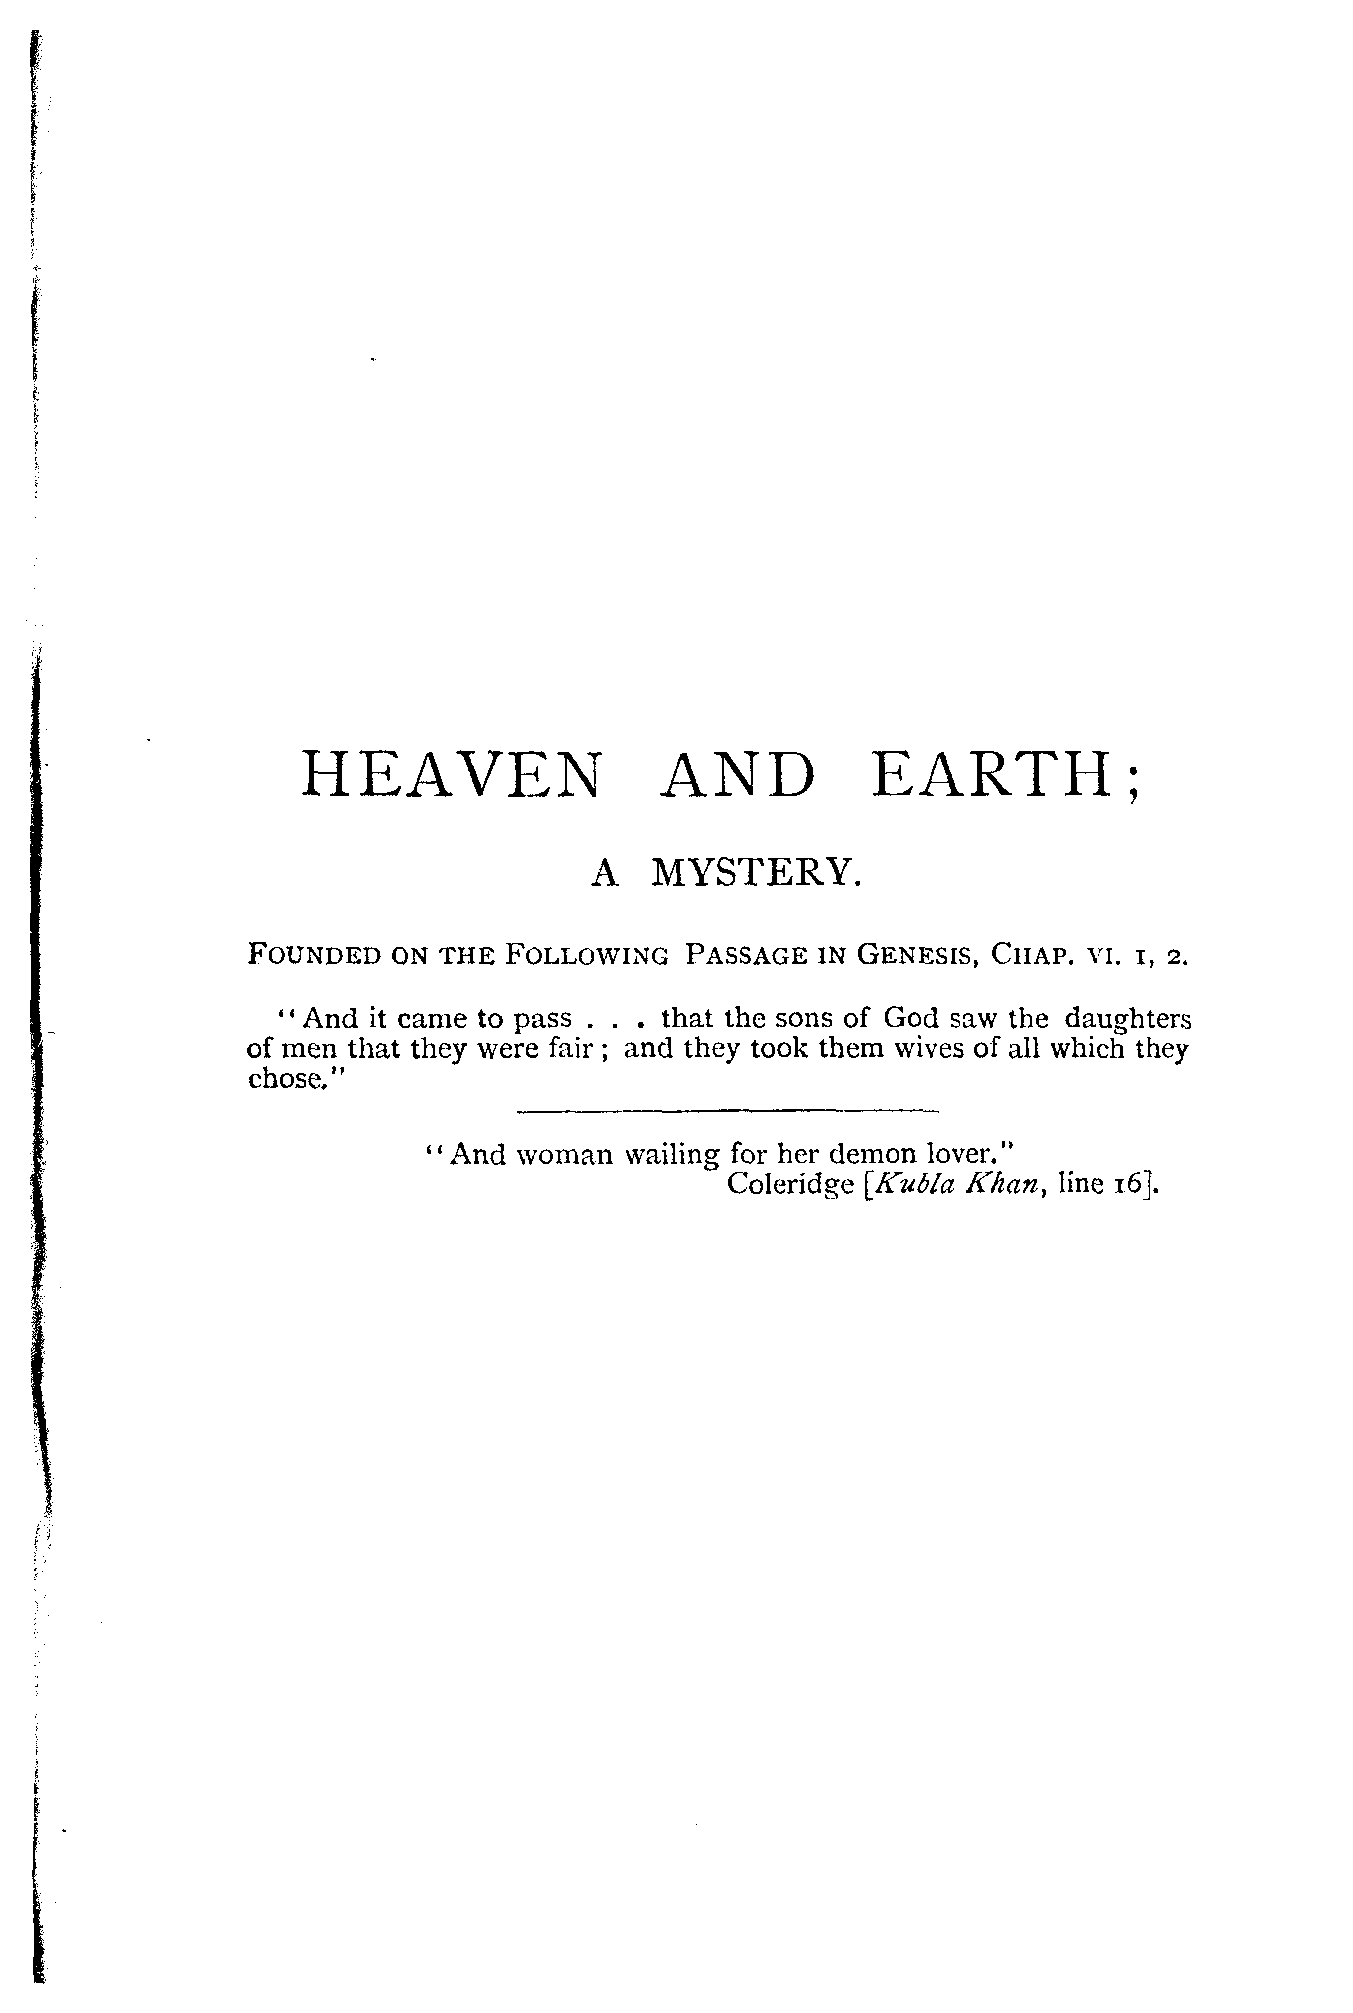 HEAVEN AND EARTH;
A MYSTERY.
FOUNDED ON THE FOLLOWING PASSAGE IN GENESIS, CHAP. VI. 1, 2.
"And it came to pass . . . that the sons of God saw the daughters
of men that they were fair; and they took them wives of all which they
chose."
"And woman wailing for her demon lover."
Coleridge [Kubla Khan, line 16].